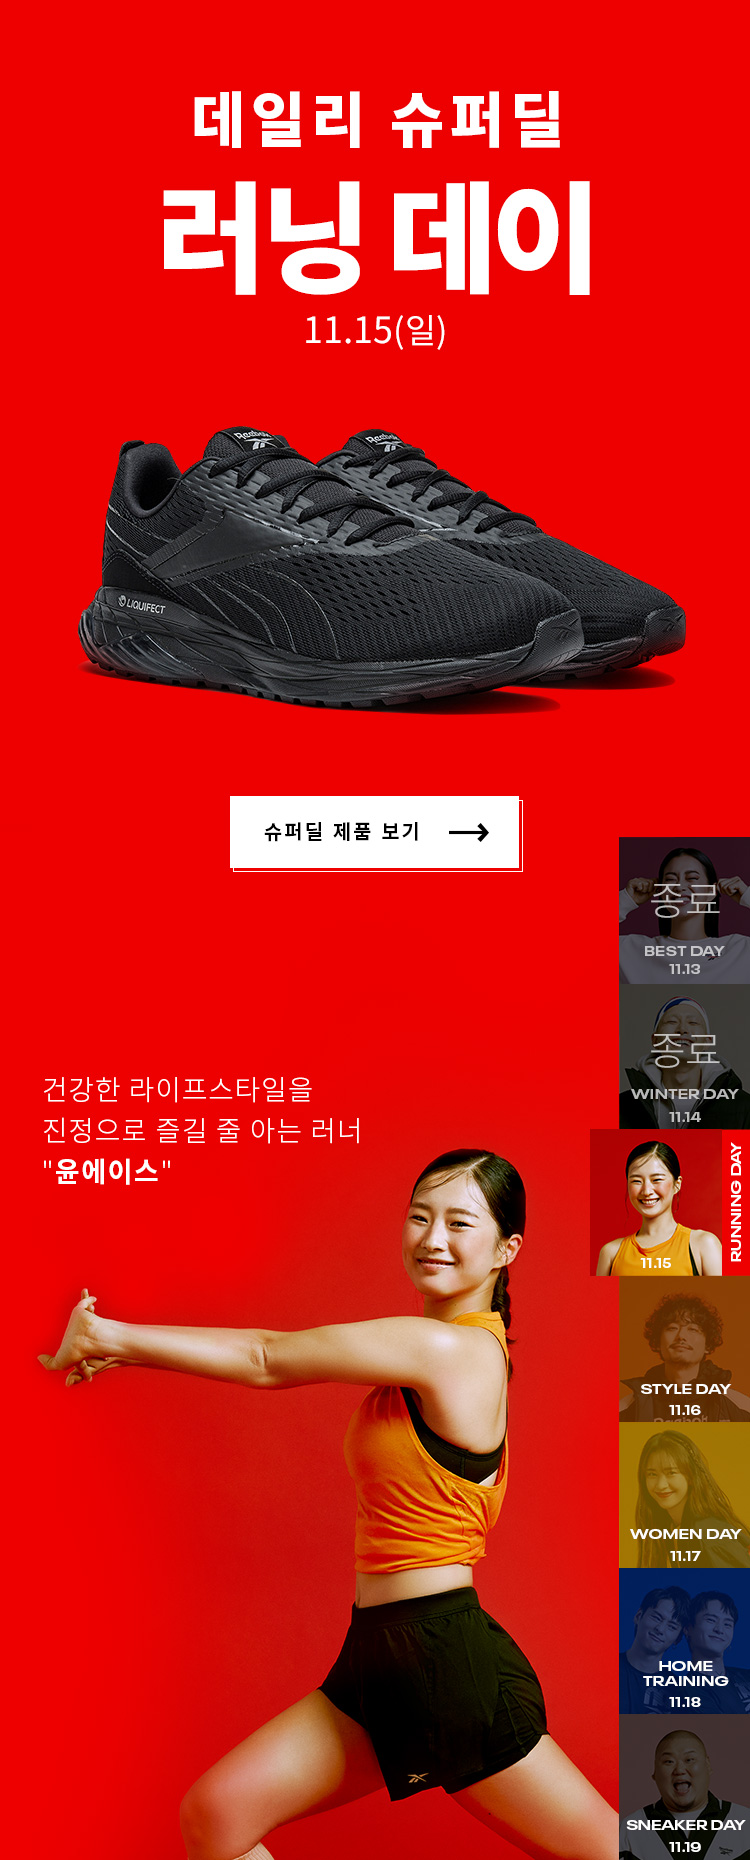 데일리 슈퍼딜
러닝 데이
11.15(일)
Reebok
Reebok
LIQUIFECT
슈퍼딜 제품 보기
종료
BEST DAY
11.13
종료
WINTER DAY
11.14
건강한 라이프스타일을
진정으로 즐길 줄 아는 러너
"윤에이스"
RUNNING DAY
11.15
STYLE DAY
11.16
Reebok
WOMEN DAY
11.17
HOME
TRAINING
11.18
SNEAKER DAY
11.19